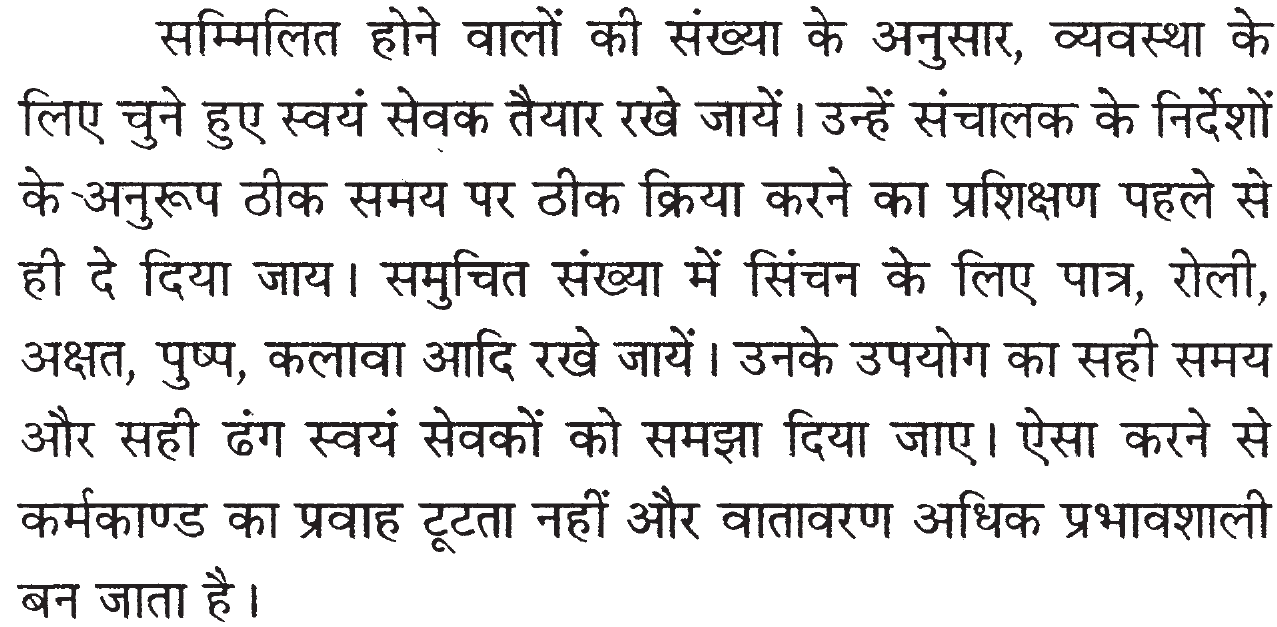 सम्मिलित होने वालों की संख्या के अनुसार, व्यवस्था के
लिए चुने हुए स्वयं सेवक तैयार रखे जायें। उन्हें संचालक के निर्देशों
के अनुरूप ठीक समय पर ठीक क्रिया करने का प्रशिक्षण पहले से
ही दे दिया जाय। समुचित संख्या में सिंचन के लिए पात्र, रोली,
अक्षत, पुष्प, कलावा आदि रखे जायें। उनके उपयोग का सही समय
और सही ढंग स्वयं सेवकों को समझा दिया जाए। ऐसा करने से
कर्मकाण्ड का प्रवाह टूटता नहीं और वातावरण अधिक प्रभावशाली
बन जाता है।